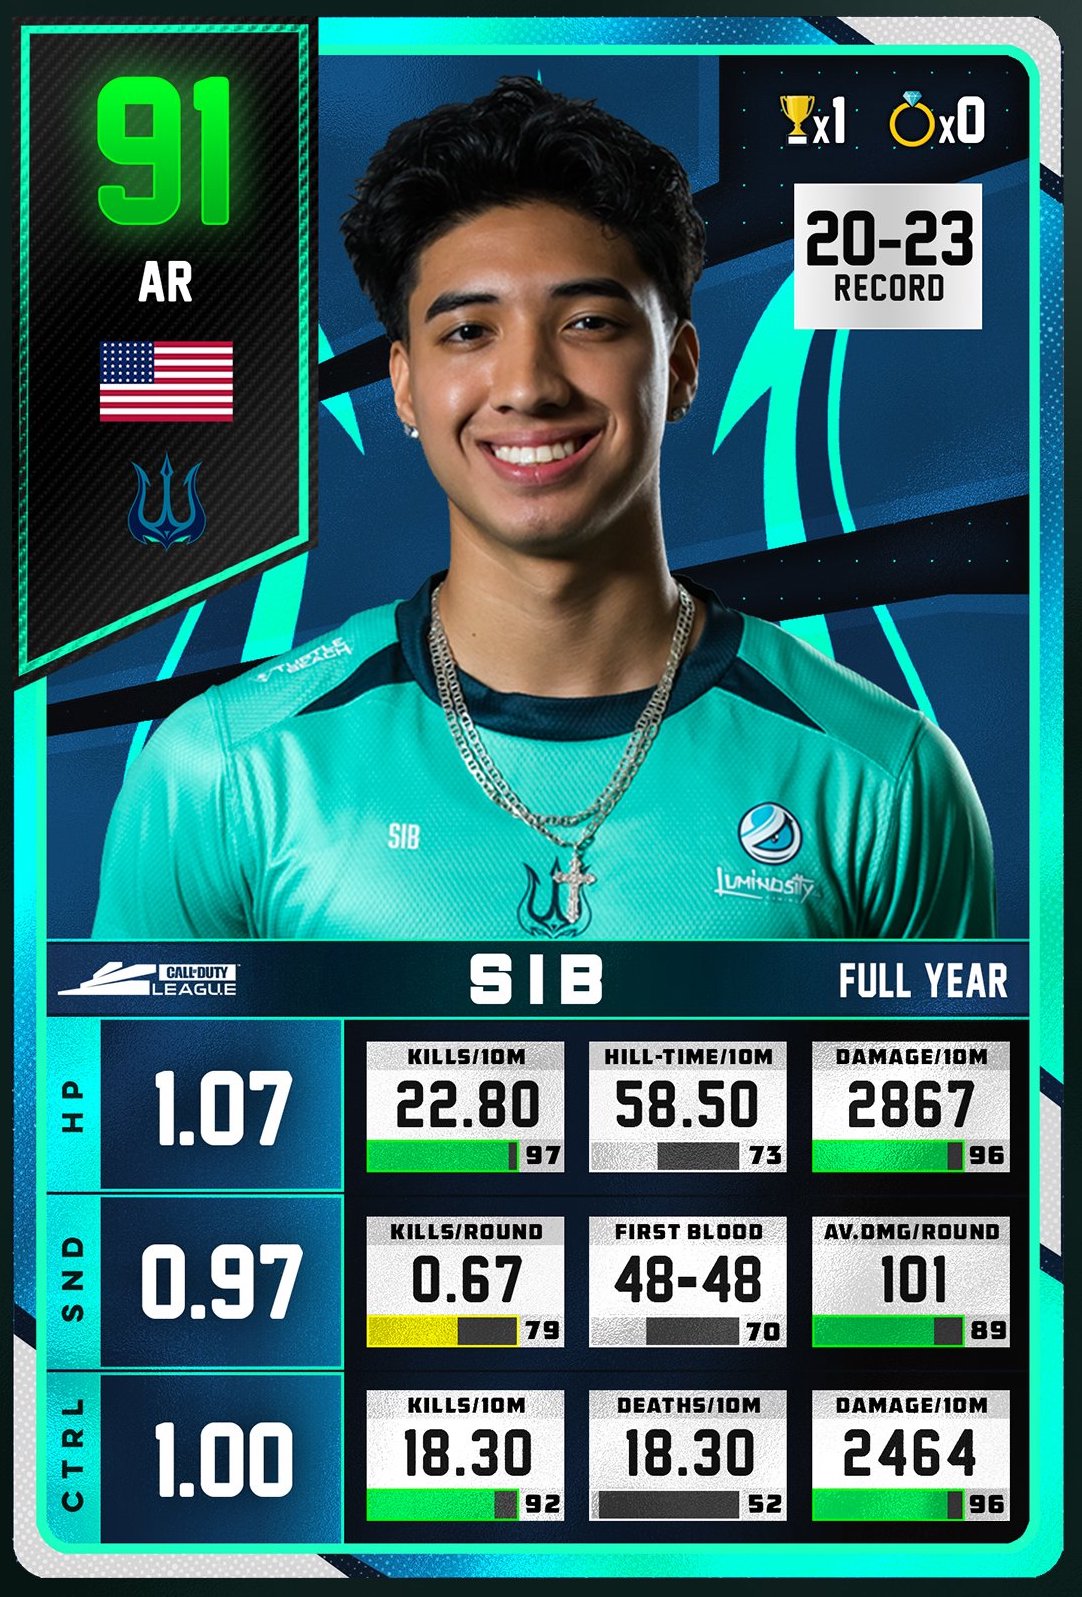 91
AR
x1
x0
20-23
RECORD
TURTLE
BEACH
SIB
LUMINOSITY
GAMING
CALL OF DUTY
LEAGUE
SIB
FULL YEAR
HP
1.07
KILLS/10M
22.80
97
HILL-TIME/10M
58.50
73
DAMAGE/10M
2867
96
SND
0.97
KILLS/ROUND
0.67
79
FIRST BLOOD
48-48
70
AV.DMG/ROUND
101
89
CTRL
1.00
KILLS/10M
18.30
92
DEATHS/10M
18.30
52
DAMAGE/10M
2464
96